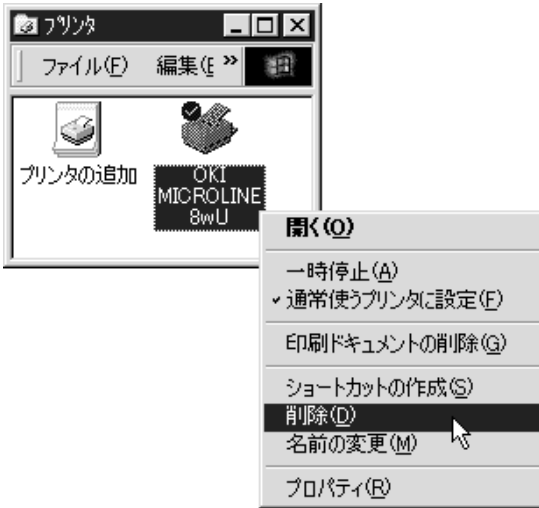 プリンタ
ファイル(F) 編集(E »
プリンタの追加
OKI
MICROLINE
8wU
開く(O)
一時停止(A)
通常使うプリンタに設定(F)
印刷ドキュメントの削除(G)
ショートカットの作成(S)
削除(D)
名前の変更(M)
プロパティ(R)